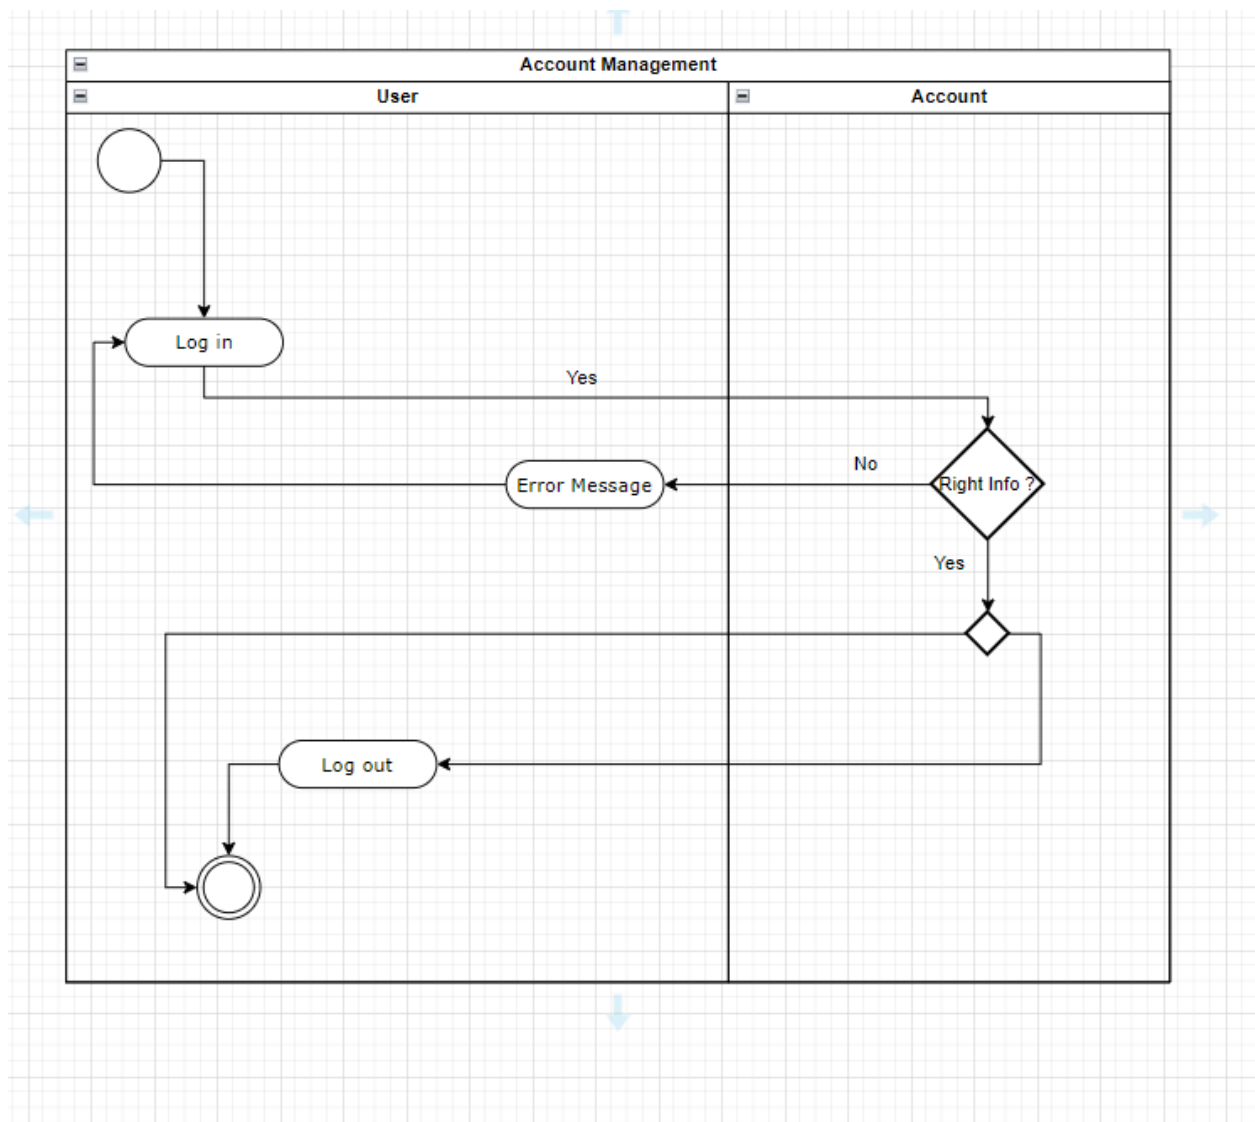 Account Management
User
Account
Log in
Yes
No
Error Message
Right Info ?
Yes
Log out